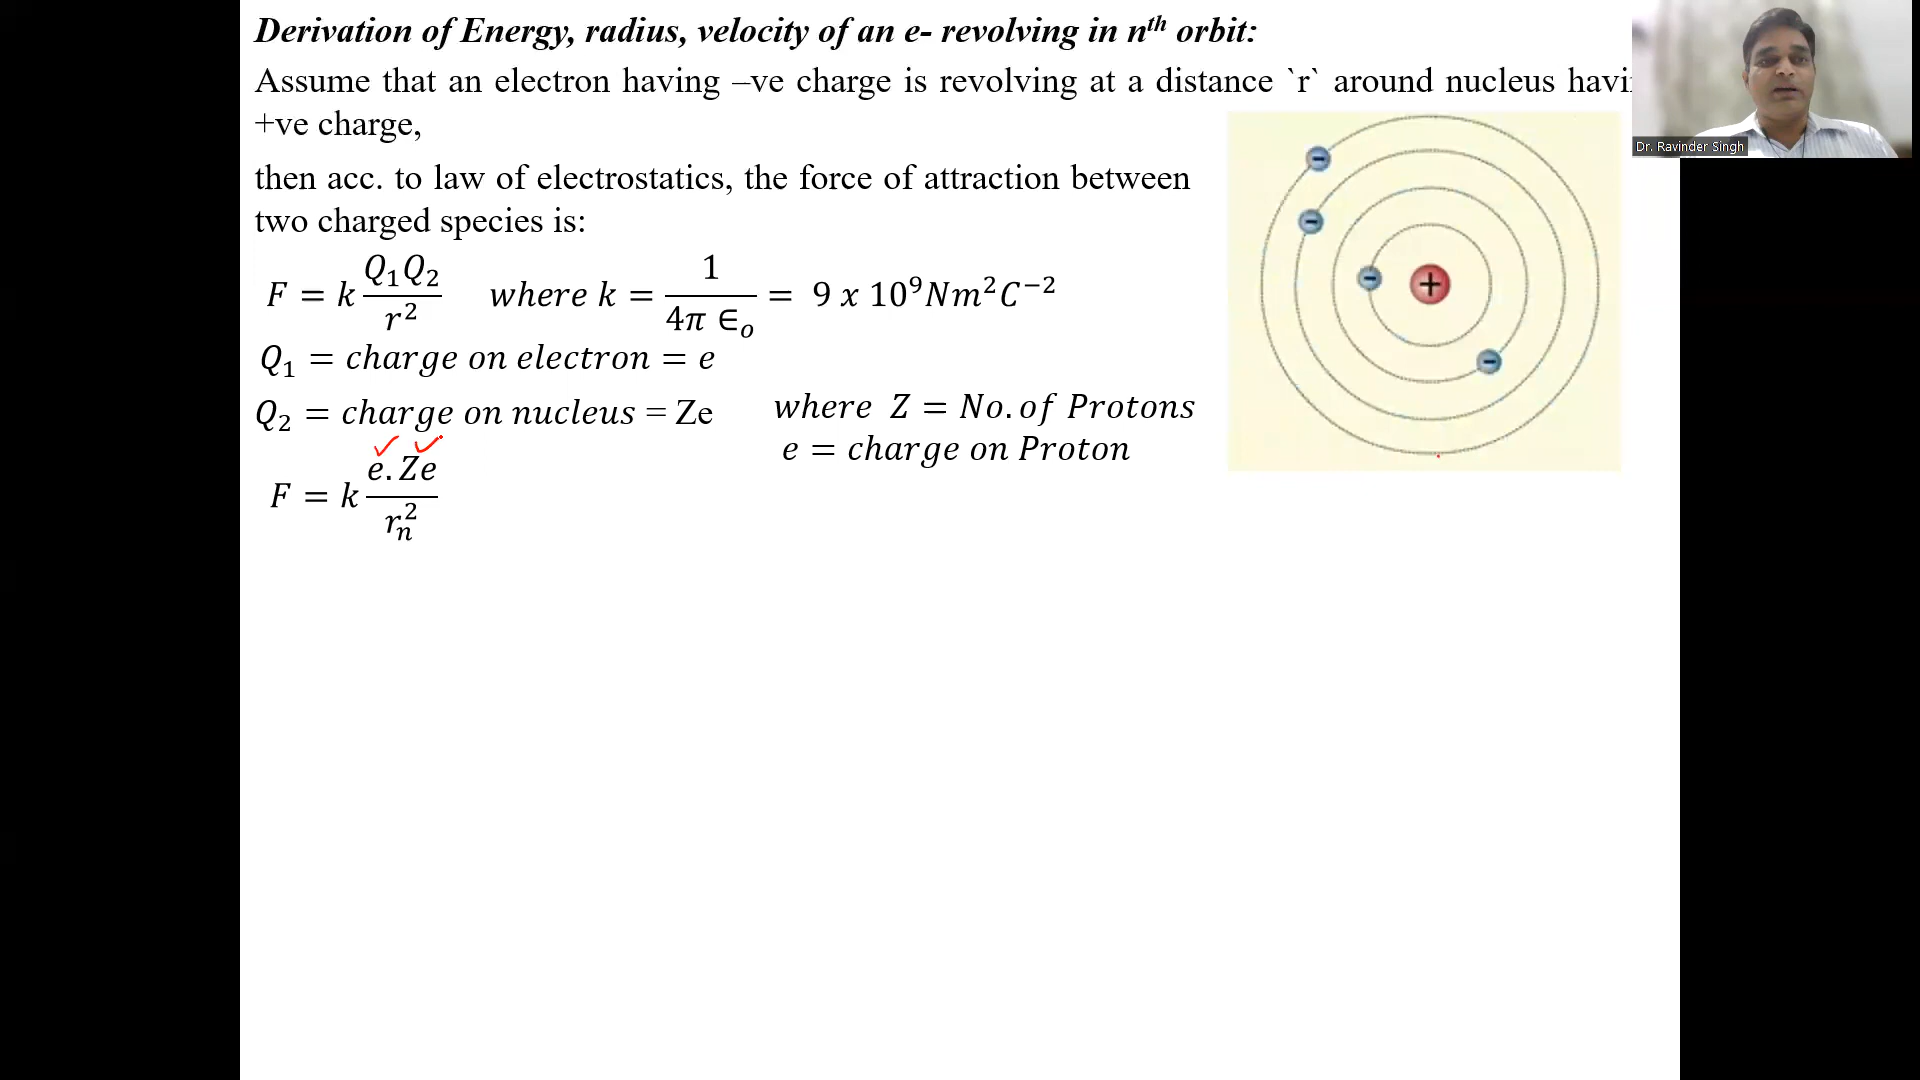 Derivation of Energy, radius, velocity of an e- revolving in nᵗʰ orbit:
Assume that an electron having –ve charge is revolving at a distance `r` around nucleus
+ve charge,
then acc. to law of electrostatics, the force of attraction between
two charged species is:
F = k Q₁Q₂ / r² where k = 1 / 4π ∈ₒ = 9 x 10⁹Nm²C⁻²
Q₁ = charge on electron = e
Q₂ = charge on nucleus = Ze
where Z = No. of Protons
e = charge on Proton
F = k e. Ze / rₙ²
Dr. Ravinder Singh